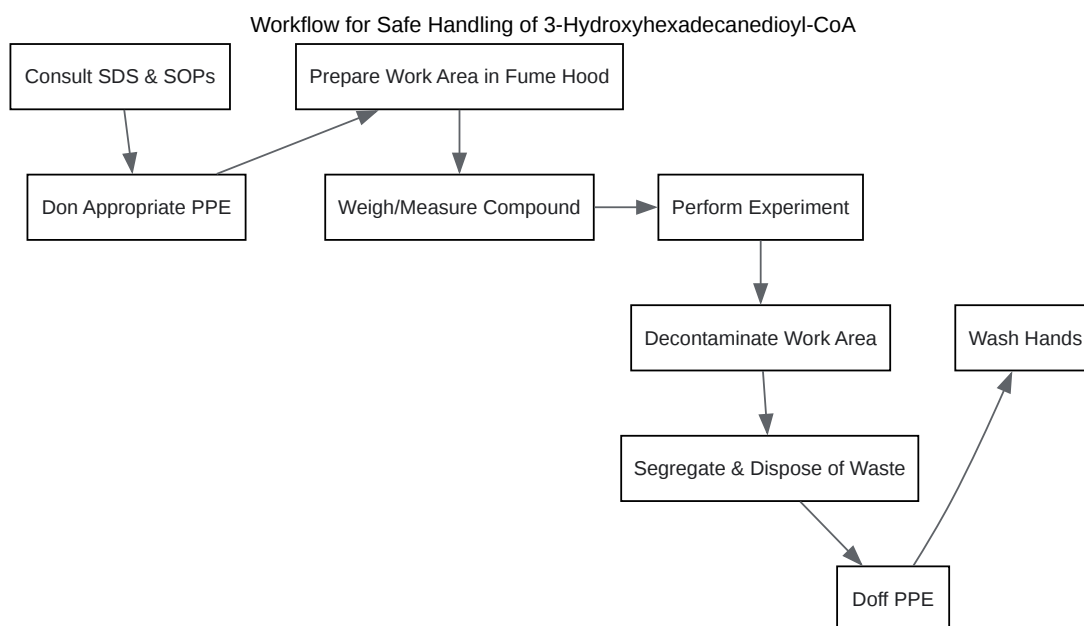 Workflow for Safe Handling of 3-Hydroxyhexadecanedioyl-CoA
Consult SDS & SOPs
Don Appropriate PPE
Prepare Work Area in Fume Hood
Weigh/Measure Compound
Perform Experiment
Decontaminate Work Area
Segregate & Dispose of Waste
Doff PPE
Wash Hands